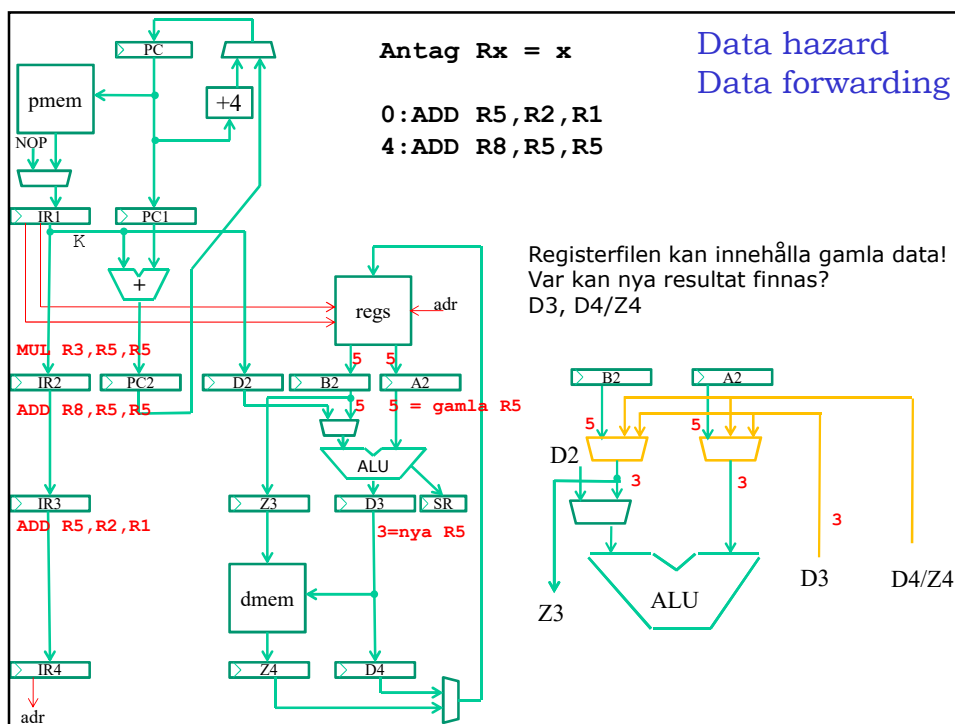 Data hazard
Data forwarding
Antag Rx = x
0:ADD R5,R2,R1
4:ADD R8,R5,R5
PC
pmem
+4
NOP
IR1
PC1
K
+
regs
adr
Registerfilen kan innehålla gamla data!
Var kan nya resultat finnas?
D3, D4/Z4
MUL R3,R5,R5
5
5
IR2
PC2
D2
B2
A2
ADD R8,R5,R5
5
5 = gamla R5
ALU
IR3
Z3
D3
SR
ADD R5,R2,R1
3=nya R5
dmem
IR4
Z4
D4
adr
B2
A2
5
5
D2
3
3
3
Z3
ALU
D3
D4/Z4